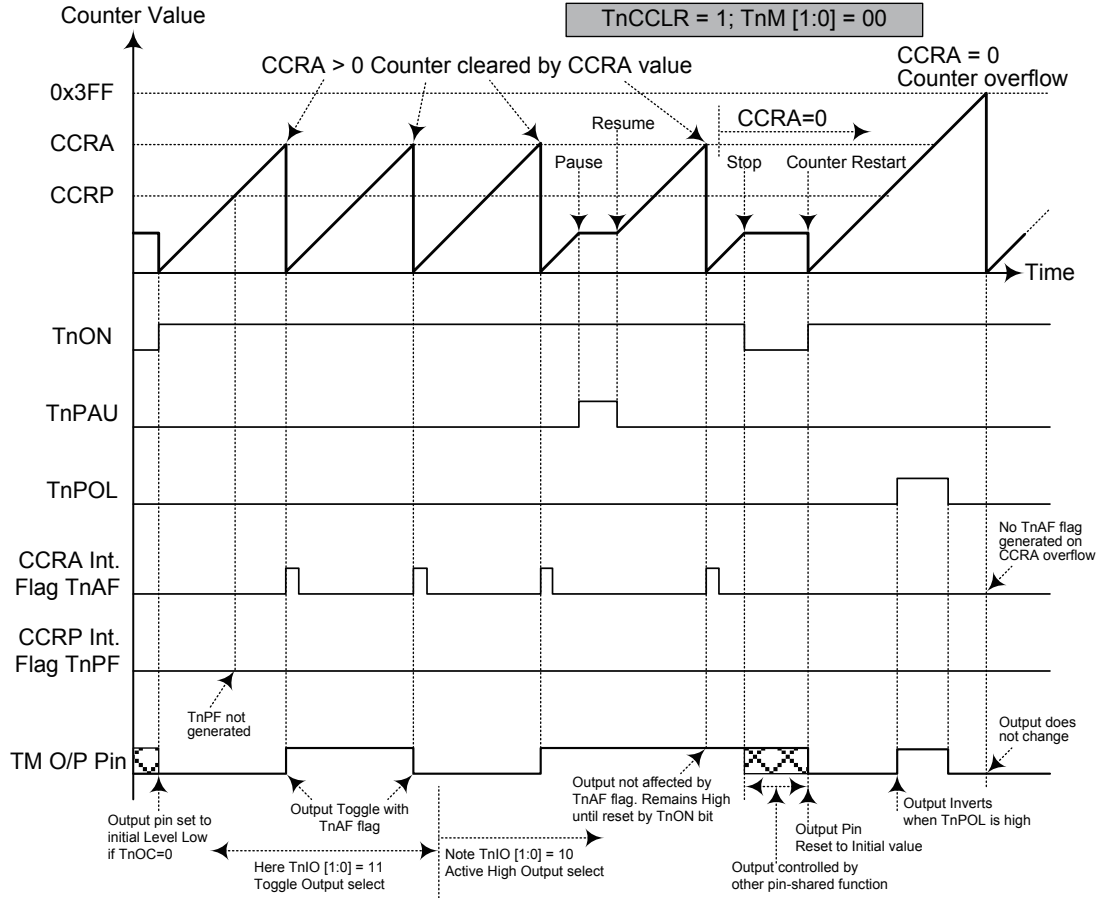 Counter Value
TnCCLR = 1; TnM [1:0] = 00
CCRA > 0 Counter cleared by CCRA value
CCRA = 0
Counter overflow
0x3FF
CCRA
CCRP
Resume
CCRA=0
Pause
Stop
Counter Restart
Time
TnON
TnPAU
TnPOL
No TnAF flag
generated on
CCRA overflow
CCRA Int.
Flag TnAF
CCRP Int.
Flag TnPF
TnPF not
generated
Output does
not change
TM O/P Pin
Output pin set to
initial Level Low
if TnOC=0
Output Toggle with
TnAF flag
Output not affected by
TnAF flag. Remains High
until reset by TnON bit
Output Inverts
when TnPOL is high
Output Pin
Reset to Initial value
Here TnIO [1:0] = 11
Toggle Output select
Note TnIO [1:0] = 10
Active High Output select
Output controlled by
other pin-shared function